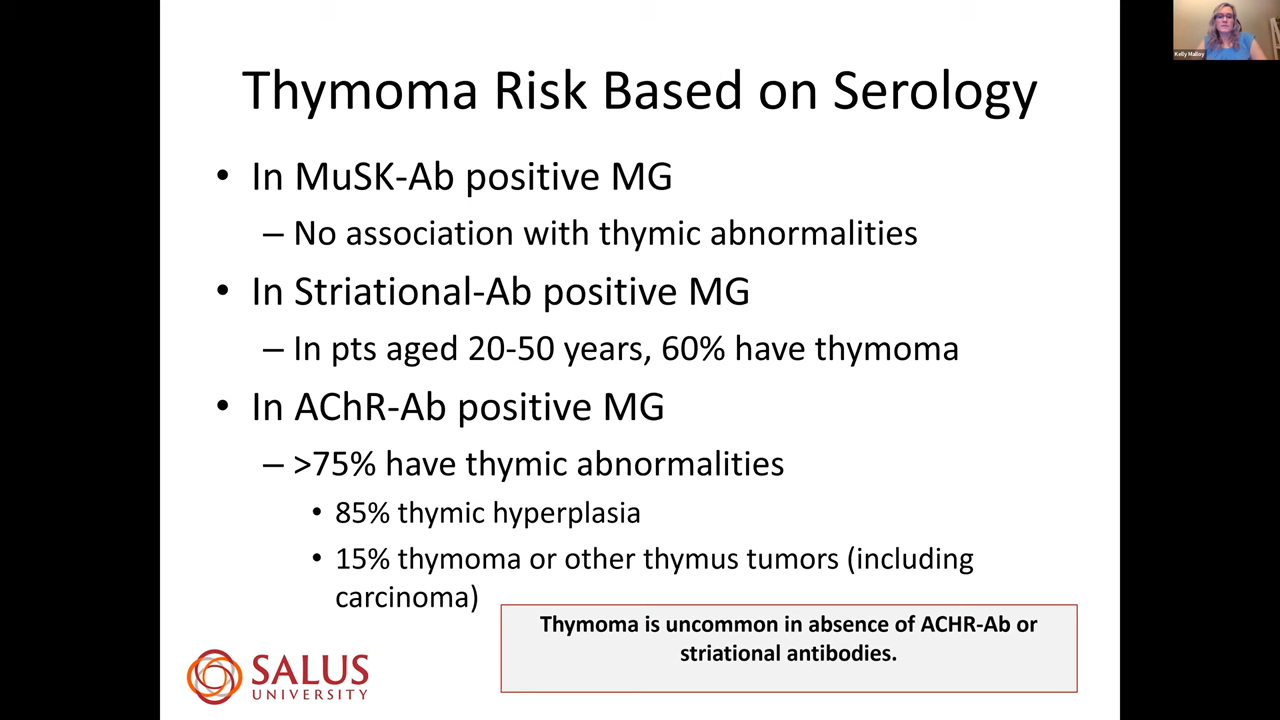 Kelly Malloy
Thymoma Risk Based on Serology
• In MuSK-Ab positive MG
– No association with thymic abnormalities
• In Striational-Ab positive MG
– In pts aged 20-50 years, 60% have thymoma
• In AChR-Ab positive MG
– >75% have thymic abnormalities
• 85% thymic hyperplasia
• 15% thymoma or other thymus tumors (including
carcinoma)
Thymoma is uncommon in absence of ACHR-Ab or
striational antibodies.
SALUS
UNIVERSITY